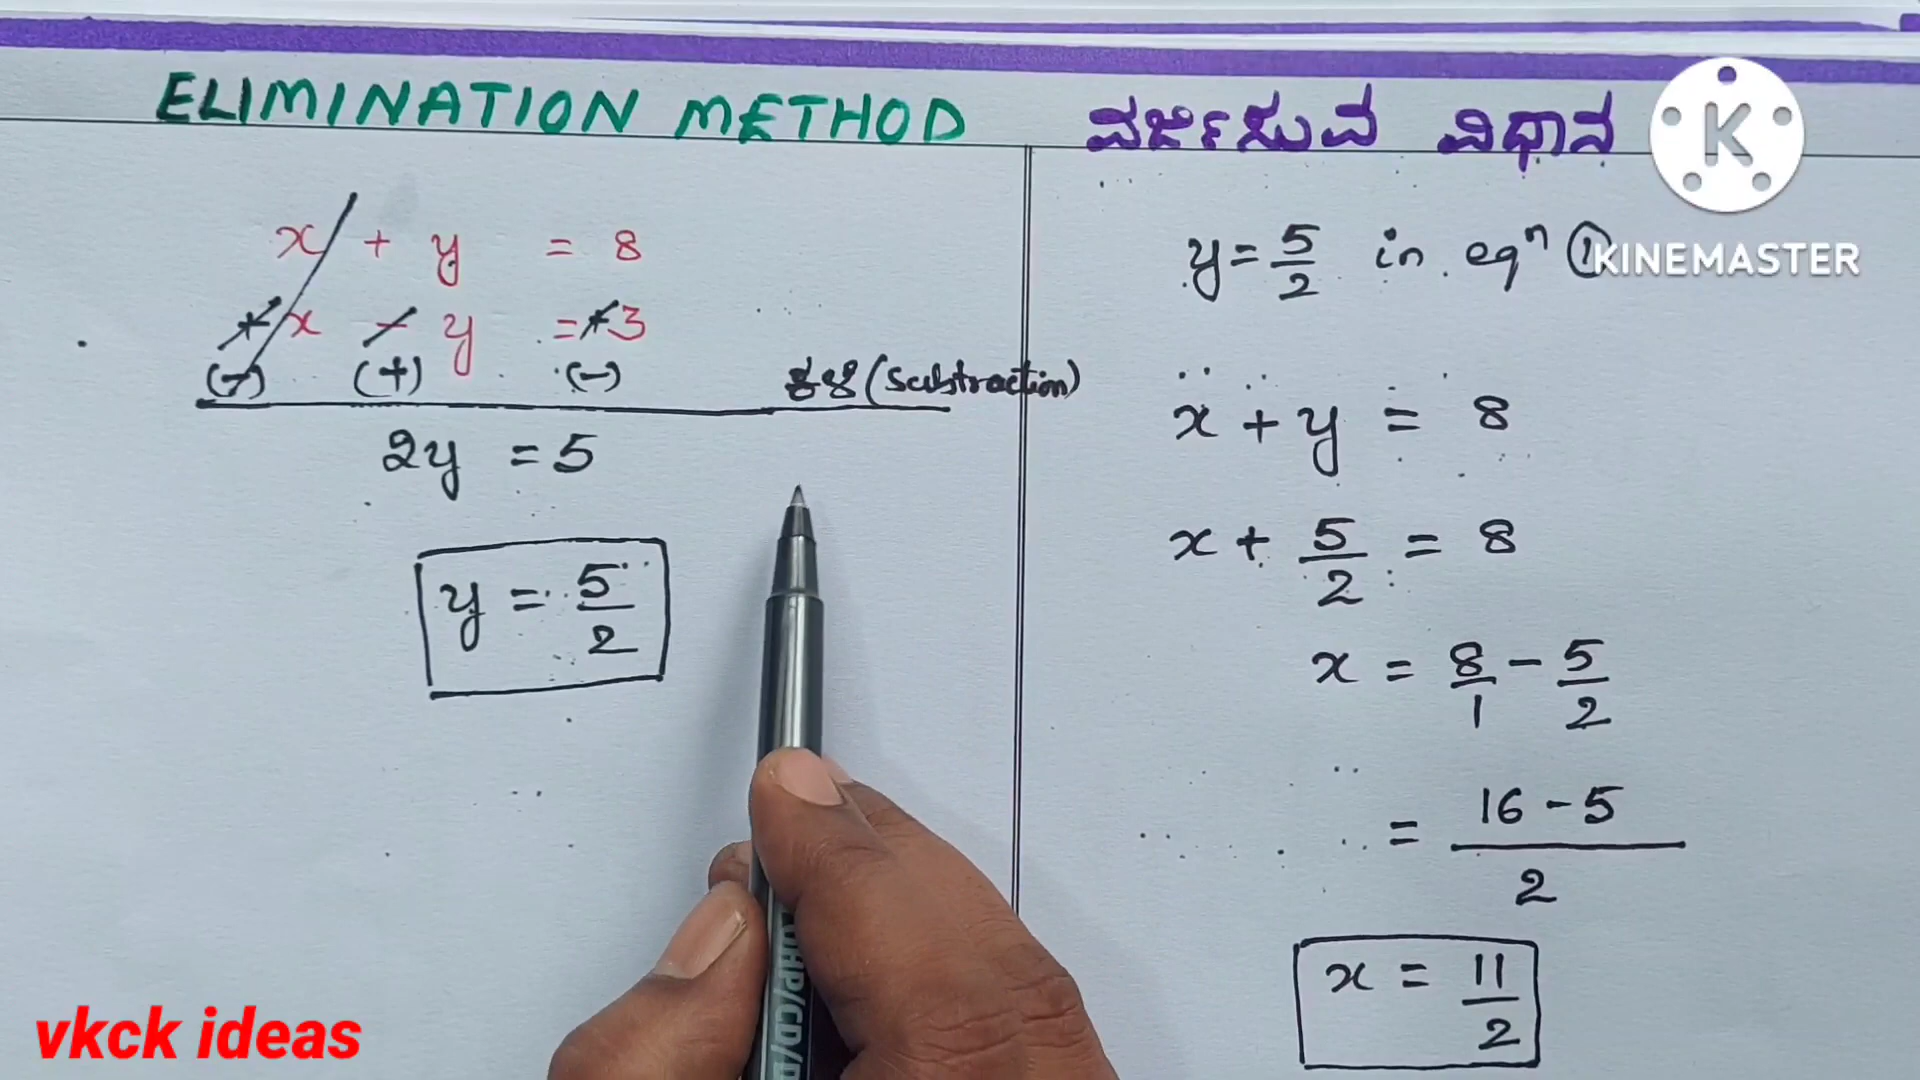 ELIMINATION METHOD
ವರ್ಜಿಸುವ ವಿಧಾನ
K
KINEMASTER
x + y = 8
+ x - y = +3
(-) (+) (-)
ಕಳೆ (subtraction)
2y = 5
y = 5/2
y = 5/2 in eqn ①
x + y = 8
x + 5/2 = 8
x = 8/1 - 5/2
= 16 - 5 / 2
x = 11/2
vkck ideas